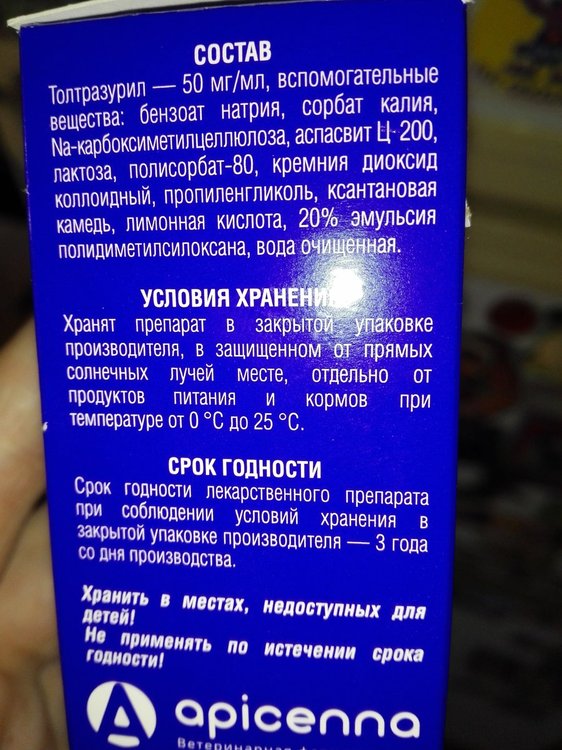 СОСТАВ
Толтразурил — 50 мг/мл, вспомогательные
вещества: бензоат натрия, сорбат калия,
Na-карбоксиметилцеллюлоза, аспасвит Ц 200,
лактоза, полисорбат-80, кремния диоксид
коллоидный, пропиленгликоль, ксантановая
камедь, лимонная кислота, 20% эмульсия
полидиметилсилоксана, вода очищенная.
УСЛОВИЯ ХРАНЕНИ
Хранят препарат в закрытой упаковке
производителя, в защищенном от прямых
солнечных лучей месте, отдельно от
продуктов питания и кормов при
температуре от 0 °С до 25 °С.
СРОК ГОДНОСТИ
Срок годности лекарственного препарата
при соблюдении условий хранения в
закрытой упаковке производителя — 3 года
со дня производства.
Хранить в местах, недоступных для
детей!
Не применять по истечении срока
годности!
apicenna
Ветеринарная